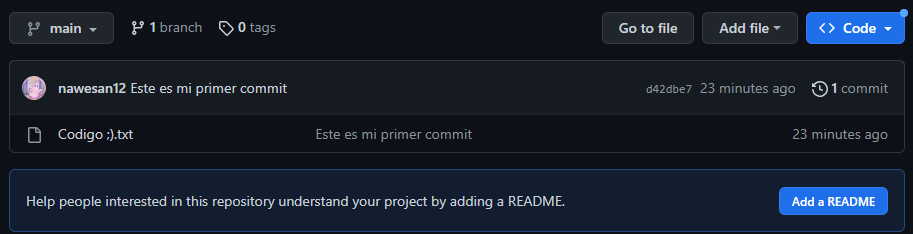 main 1 branch 0 tags Go to file Add file Code
nawesan12 Este es mi primer commit d42dbe7 23 minutes ago 1 commit
Codigo ;).txt Este es mi primer commit 23 minutes ago
Help people interested in this repository understand your project by adding a README. Add a README